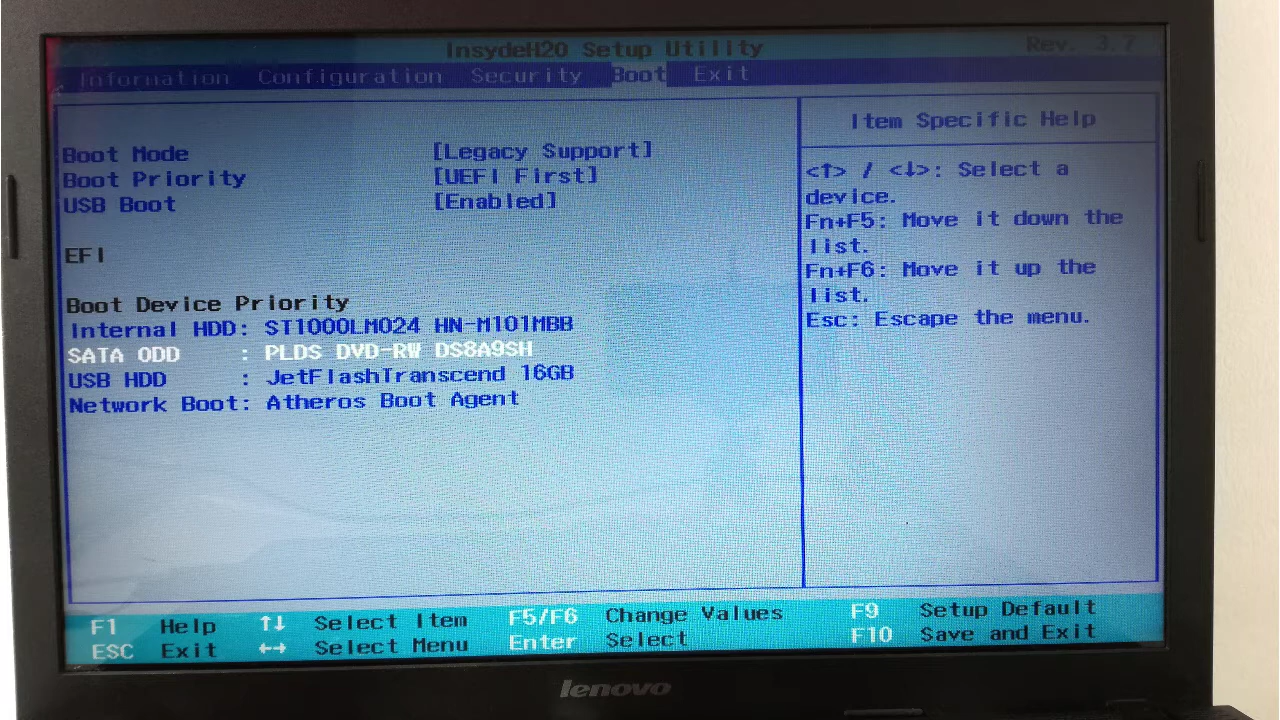 InsydeH20 Setup Utility Rev. 3.7
Information Configuration Security Boot Exit
Item Specific Help
Boot Mode [Legacy Support]
Boot Priority [UEFI First]
USB Boot [Enabled]
EFI
Boot Device Priority
Internal HDD: ST1000LM024 HN-M101MBB
SATA ODD : PLDS DVD-RW DS8A9SH
USB HDD : JetFlashTranscend 16GB
Network Boot: Atheros Boot Agent
<↑> / <↓>: Select a
device.
Fn+F5: Move it down the
list.
Fn+F6: Move it up the
list.
Esc: Escape the menu.
F1 Help ↑↓ Select Item F5/F6 Change Values F9 Setup Default
ESC Exit ←→ Select Menu Enter Select F10 Save and Exit
lenovo